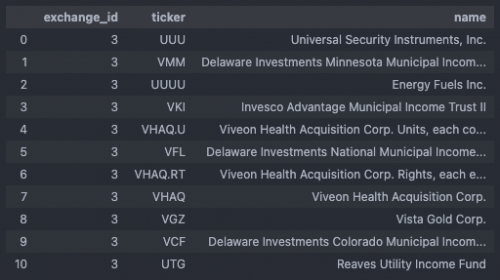 exchange_id ticker name
0 3 UUU Universal Security Instruments, Inc.
1 3 VMM Delaware Investments Minnesota Municipal Incom...
2 3 UUUU Energy Fuels Inc.
3 3 VKI Invesco Advantage Municipal Income Trust II
4 3 VHAQ.U Viveon Health Acquisition Corp. Units, each co...
5 3 VFL Delaware Investments National Municipal Income...
6 3 VHAQ.RT Viveon Health Acquisition Corp. Rights, each e...
7 3 VHAQ Viveon Health Acquisition Corp.
8 3 VGZ Vista Gold Corp.
9 3 VCF Delaware Investments Colorado Municipal Incom...
10 3 UTG Reaves Utility Income Fund